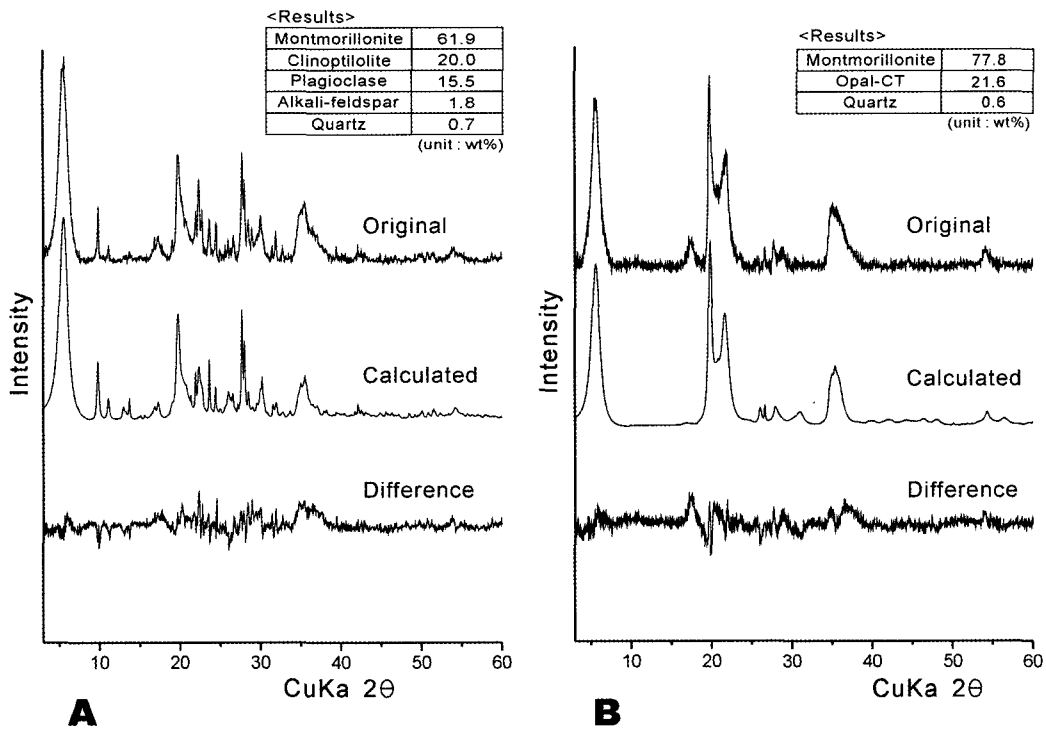 <Results>
Montmorillonite 61.9
Clinoptilolite 20.0
Plagioclase 15.5
Alkali-feldspar 1.8
Quartz 0.7
(unit : wt%)
Original
Calculated
Difference
Intensity
10 20 30 40 50 60
CuKa 2θ
A
<Results>
Montmorillonite 77.8
Opal-CT 21.6
Quartz 0.6
(unit : wt%)
Original
Calculated
Difference
Intensity
10 20 30 40 50 60
CuKa 2θ
B